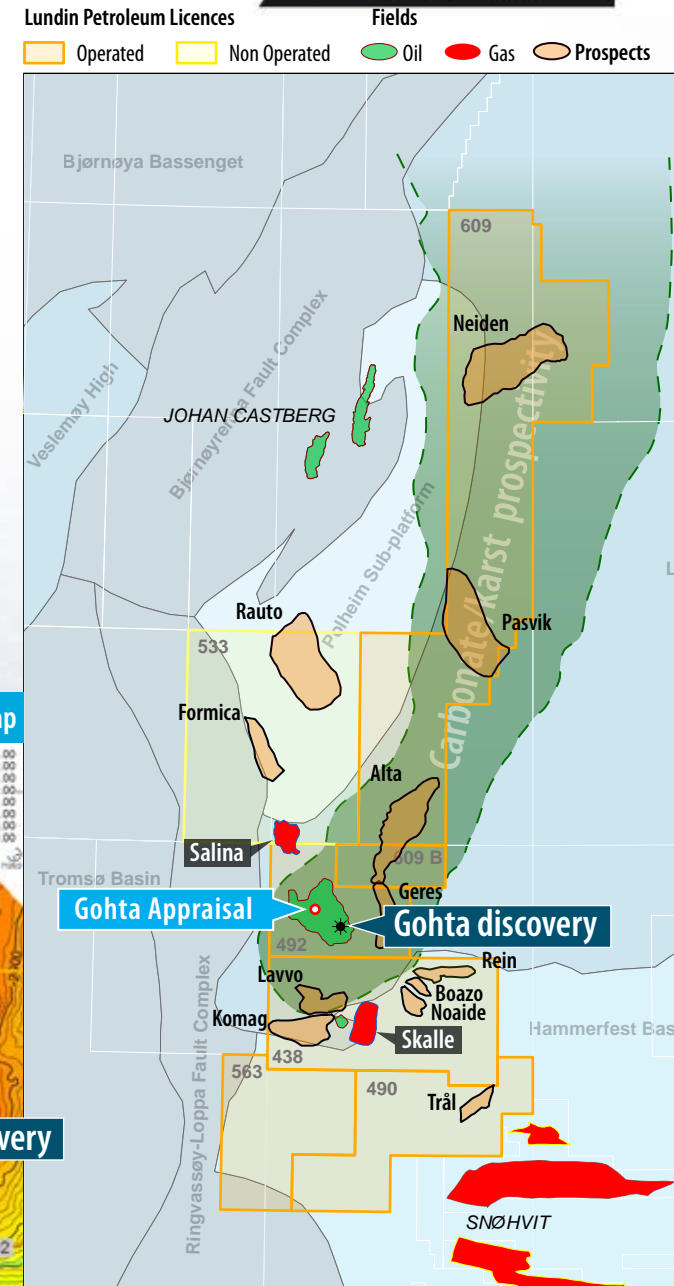 Lundin Petroleum Licences
Fields
Operated
Non Operated
Oil
Gas
Prospects
Bjørnøya Bassenget
609
Neiden
Bjørnøyrenna Fault Complex
Veslemøy High
JOHAN CASTBERG
Carbonate/karst prospectivity
Polheim Sub-platform
L
Rauto
Pasvik
533
Formica
ap
Alta
Salina
609 B
Tromsø Basin
Geres
Gohta Appraisal
Gohta discovery
492
Rein
Lavvo
Boazo
Noaide
Komag
Skalle
Hammerfest Bas
438
563
490
Trål
Ringvassøy-Loppa Fault Complex
very
SNØHVIT